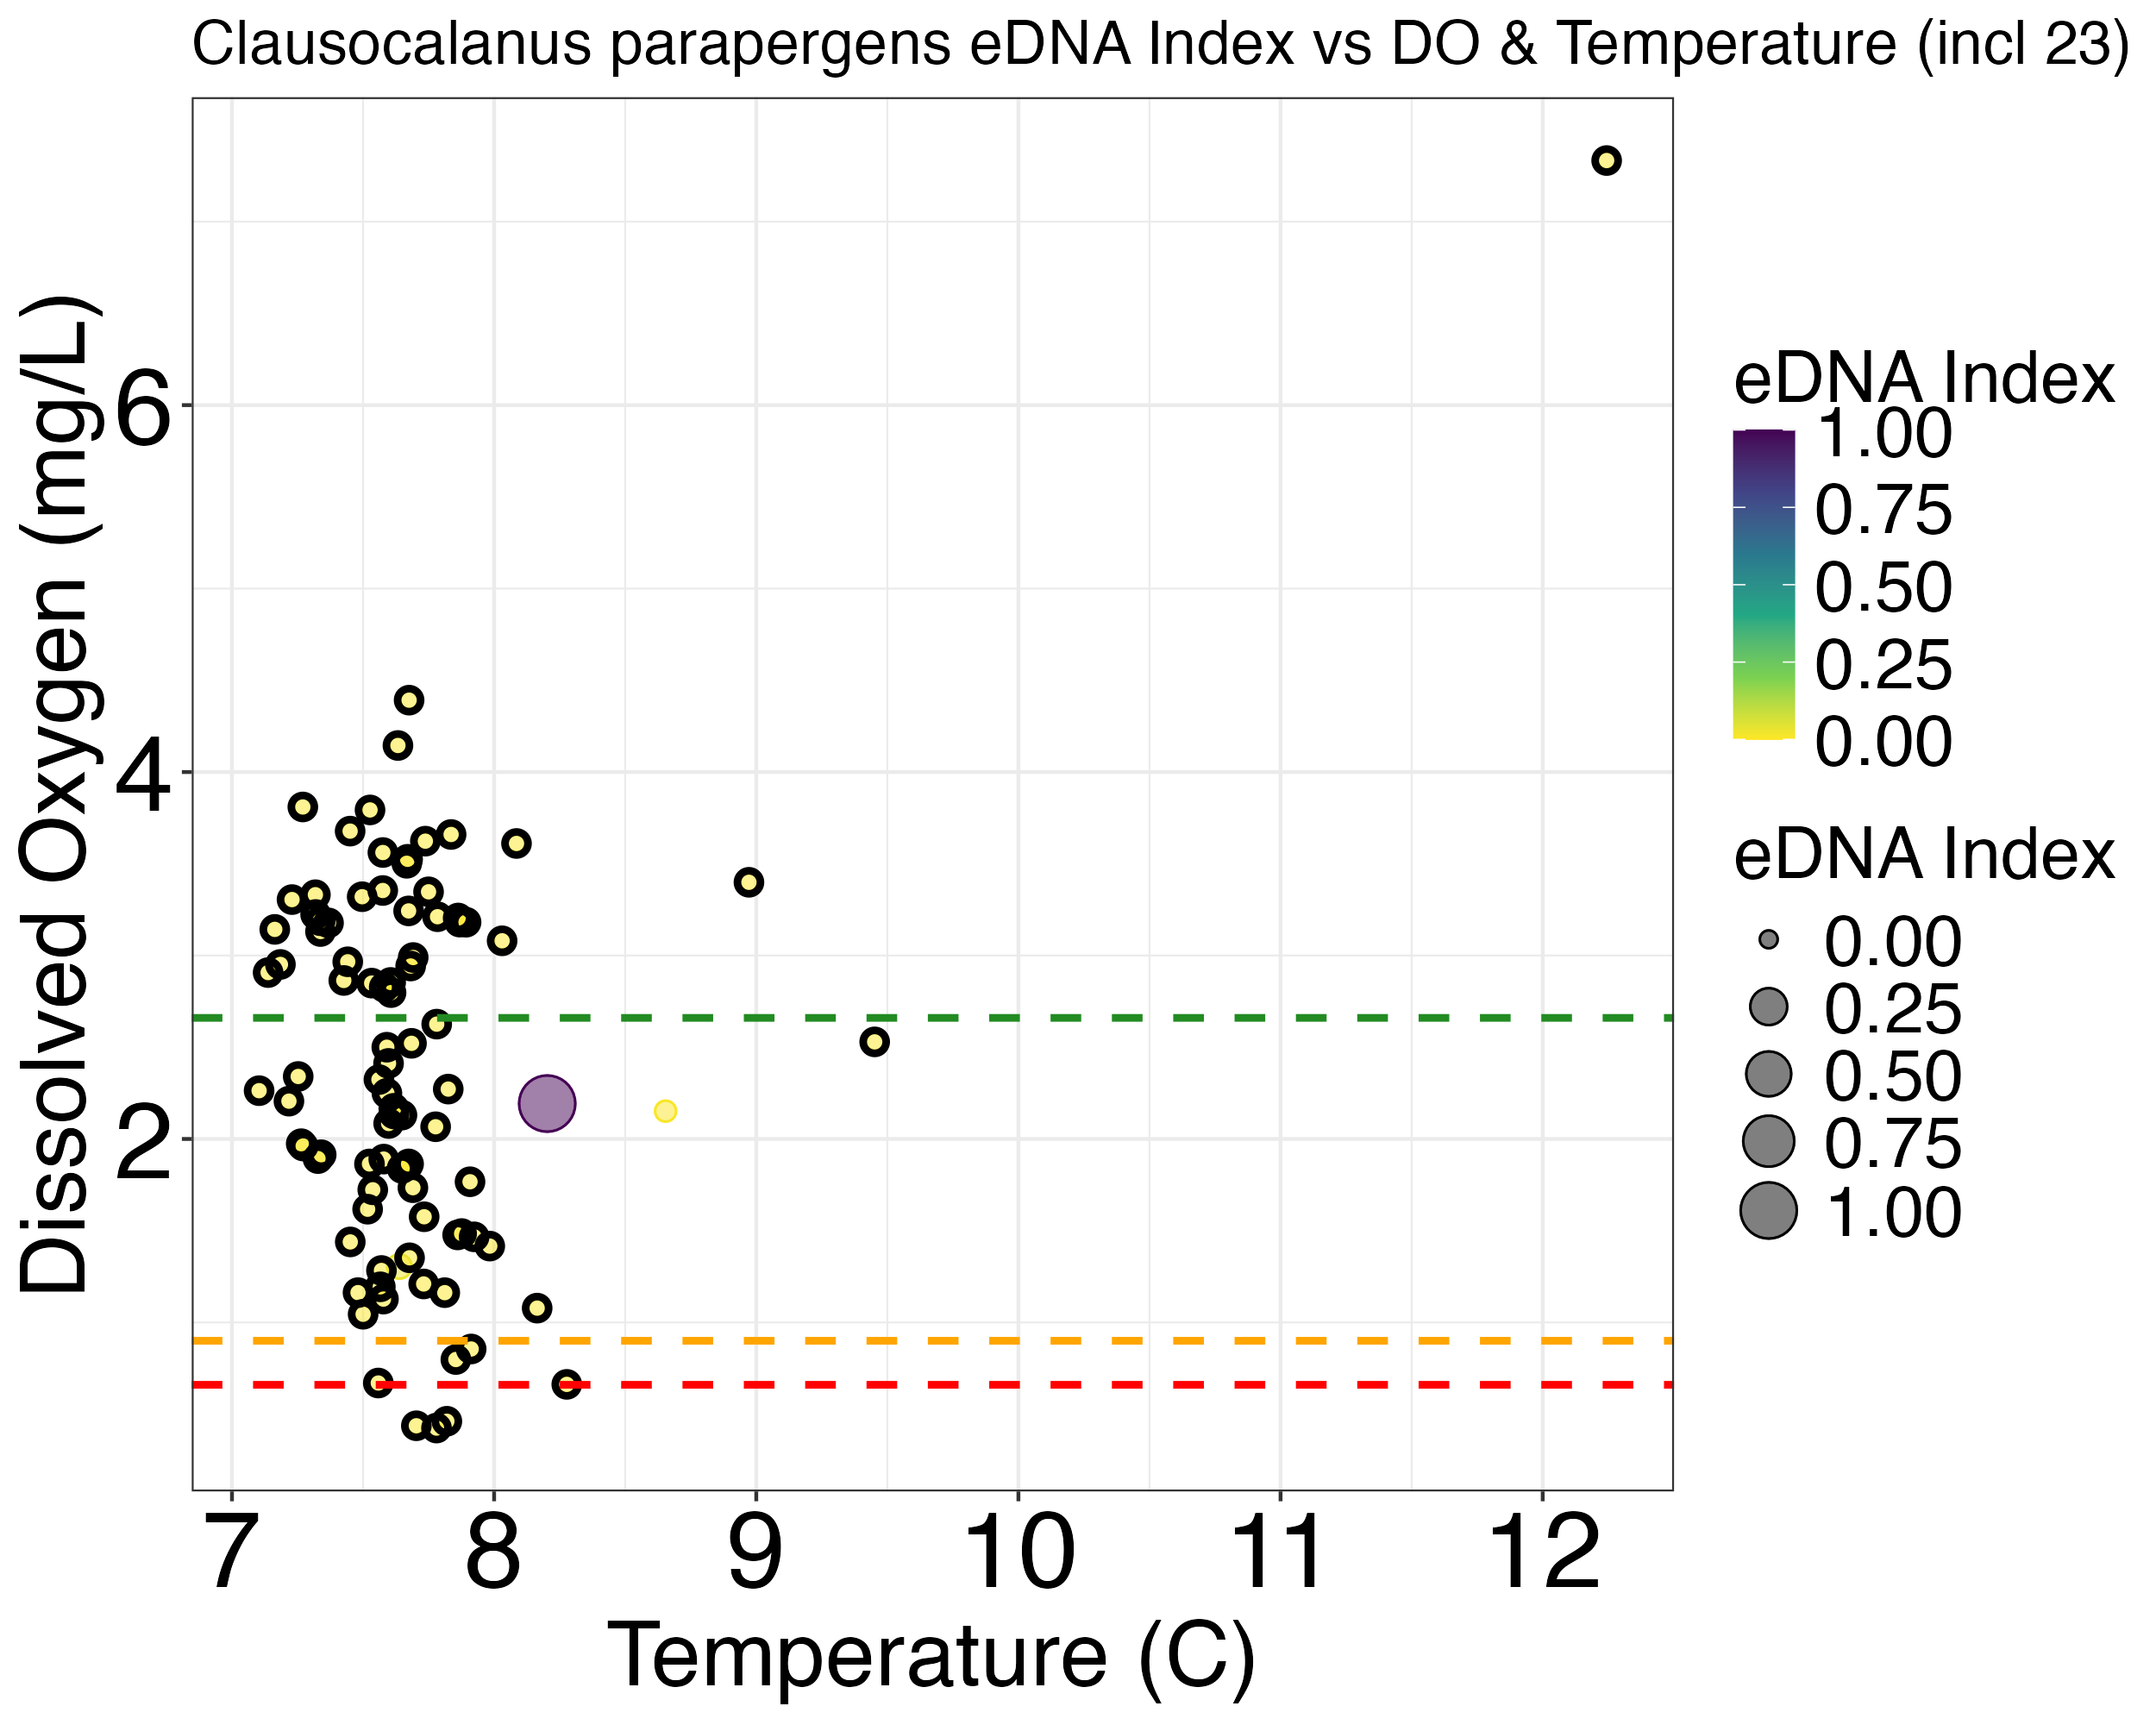 Clausocalanus parapergens eDNA Index vs DO & Temperature (incl 23)
Dissolved Oxygen (mg/L)
6
4
2
7 8 9 10 11 12
Temperature (C)
eDNA Index
1.00
0.75
0.50
0.25
0.00
eDNA Index
0.00
0.25
0.50
0.75
1.00